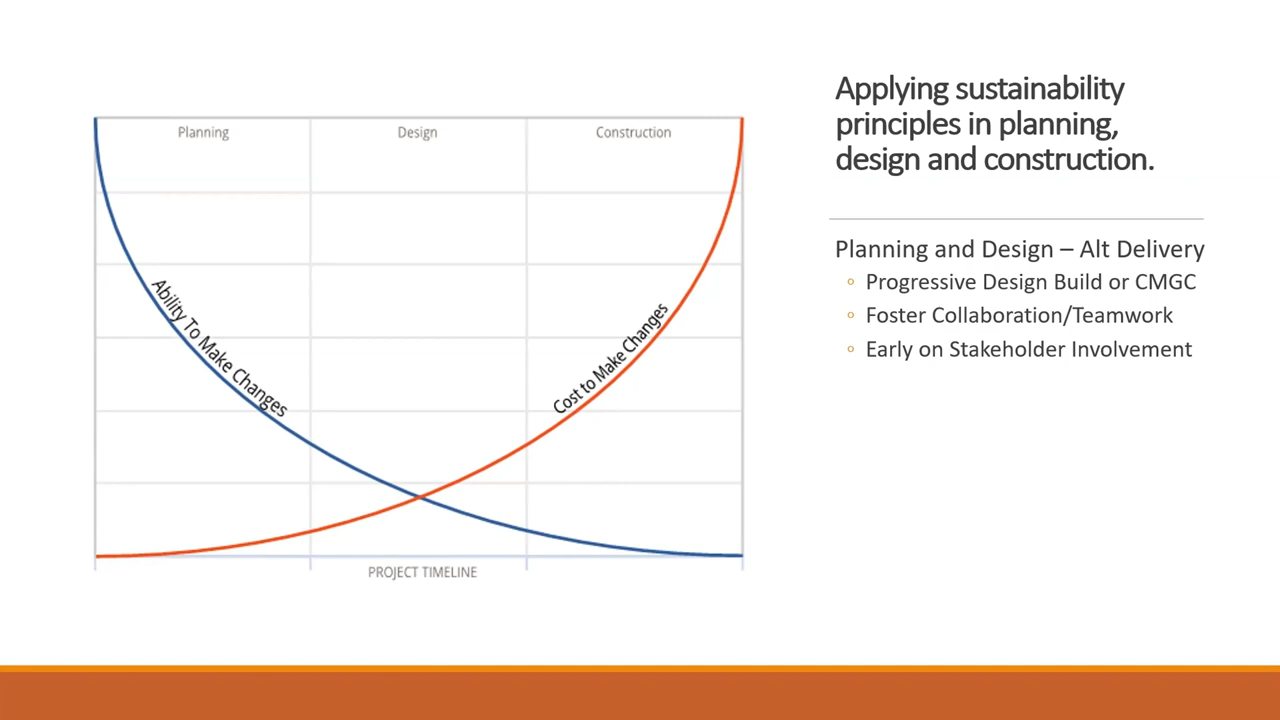 Applying sustainability
principles in planning,
design and construction.
Planning and Design – Alt Delivery
Progressive Design Build or CMGC
Foster Collaboration/Teamwork
Early on Stakeholder Involvement
Planning
Design
Construction
Ability To Make Changes
Cost to Make Changes
PROJECT TIMELINE